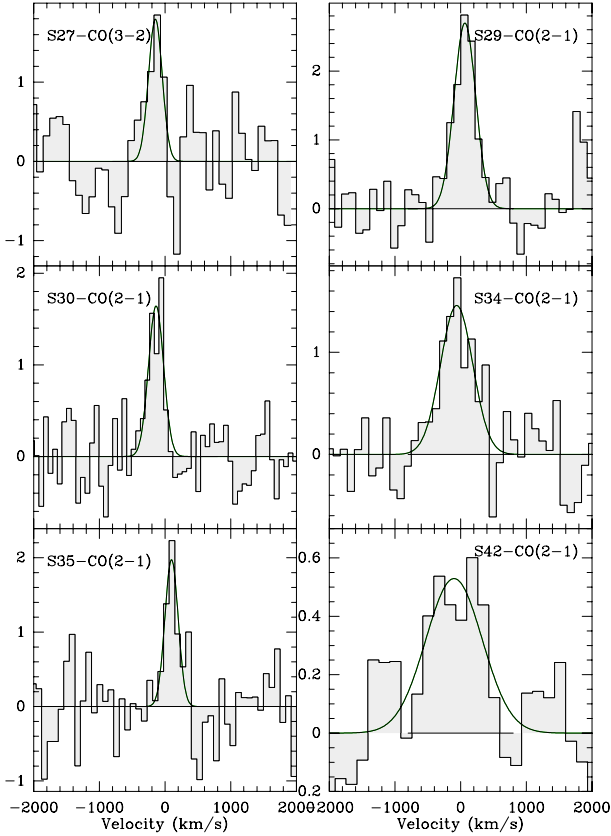 S27-CO(3-2)
1
0
-1
S29-CO(2-1)
2
1
0
S30-CO(2-1)
2
1
0
S34-CO(2-1)
1
0
S35-CO(2-1)
2
1
0
-1
S42-CO(2-1)
0.6
0.4
0.2
0
-2000 -1000 0 1000
Velocity (km/s)
-1000 0 1000 2000
Velocity (km/s)